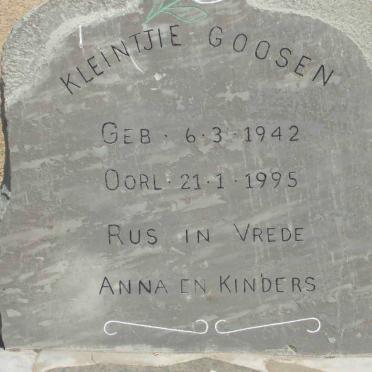 KLEINTJIE GOOSEN
GEB · 6·3·1942
OORL·21·1·1995
RUS IN VREDE
ANNA EN KINDERS